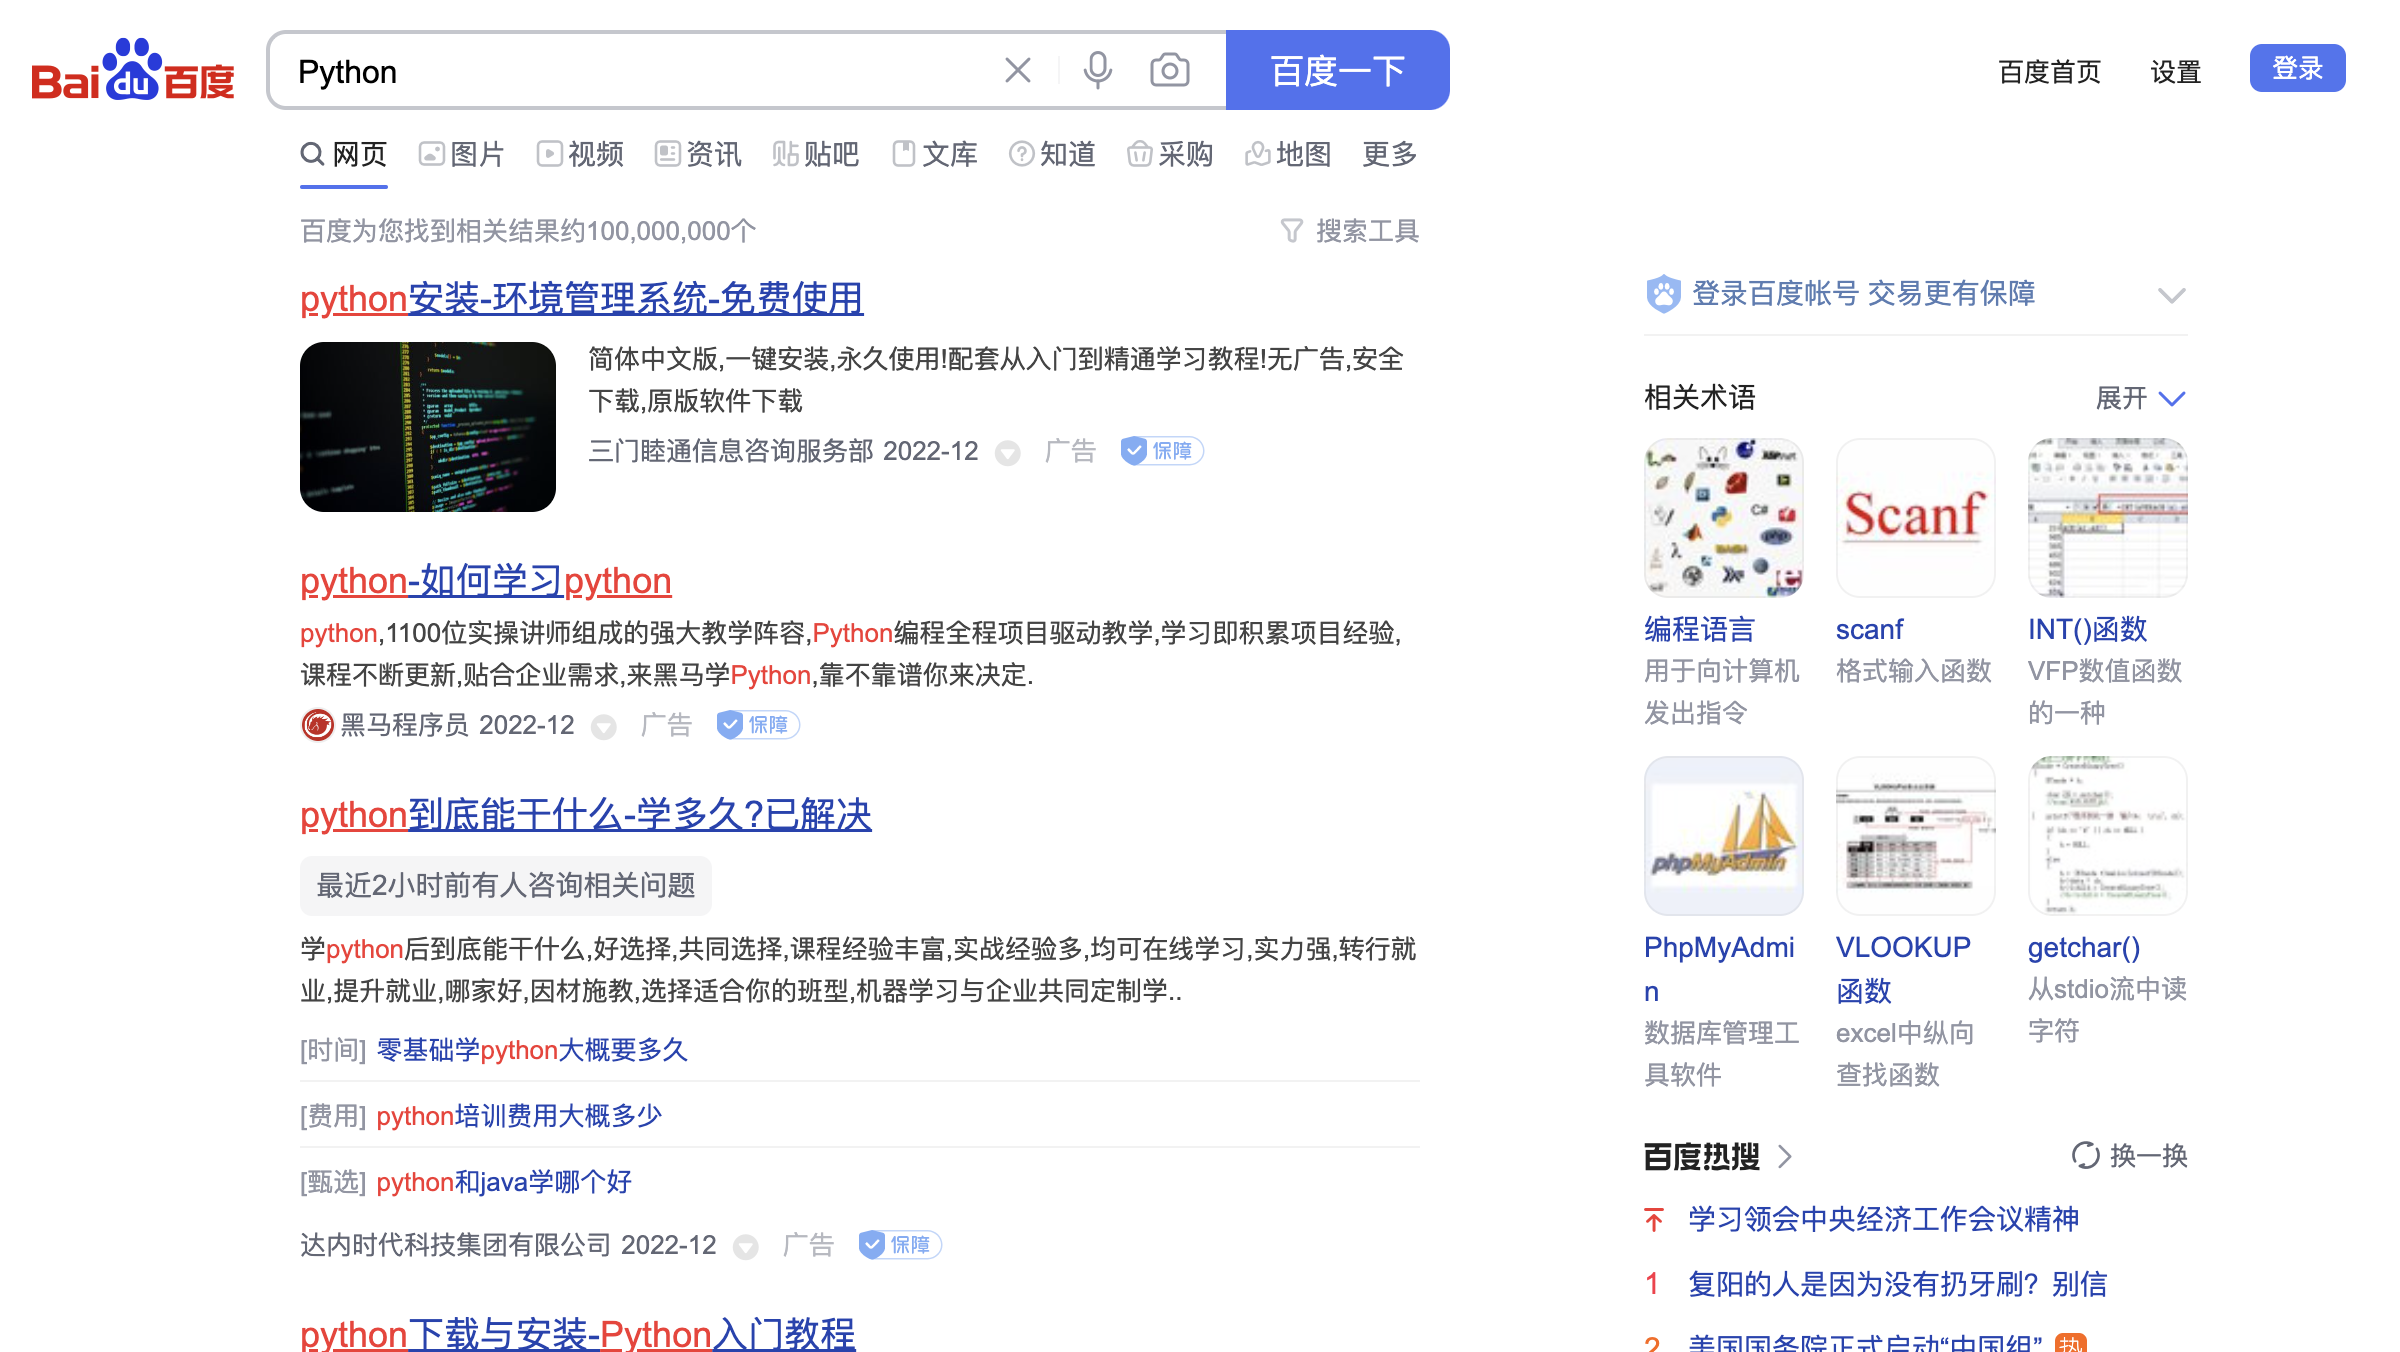 Baidu百度
Python
百度一下
百度首页 设置 登录
网页 图片 视频 资讯 贴吧 文库 知道 采购 地图 更多
百度为您找到相关结果约100,000,000个
搜索工具
python安装-环境管理系统-免费使用
简体中文版,一键安装,永久使用!配套从入门到精通学习教程!无广告,安全
下载,原版软件下载
三门睦通信息咨询服务部 2022-12 广告 保障
python-如何学习python
python,1100位实操讲师组成的强大教学阵容,Python编程全程项目驱动教学,学习即积累项目经验,
课程不断更新,贴合企业需求,来黑马学Python,靠不靠谱你来决定.
黑马程序员 2022-12 广告 保障
python到底能干什么-学多久?已解决
最近2小时前有人咨询相关问题
学python后到底能干什么,好选择,共同选择,课程经验丰富,实战经验多,均可在线学习,实力强,转行就
业,提升就业,哪家好,因材施教,选择适合你的班型,机器学习与企业共同定制学..
[时间] 零基础学python大概要多久
[费用] python培训费用大概多少
[甄选] python和java学哪个好
达内时代科技集团有限公司 2022-12 广告 保障
python下载与安装-Python入门教程
登录百度帐号 交易更有保障
相关术语
展开
Scanf
编程语言
用于向计算机
发出指令
scanf
格式输入函数
INT()函数
VFP数值函数
的一种
phpMyAdmin
PhpMyAdmi
n
数据库管理工
具软件
VLOOKUP
函数
excel中纵向
查找函数
getchar()
从stdio流中读
字符
百度热搜
换一换
学习领会中央经济工作会议精神
1 复阳的人是因为没有扔牙刷？别信
2 美国国务院正式启动“中国组” 热